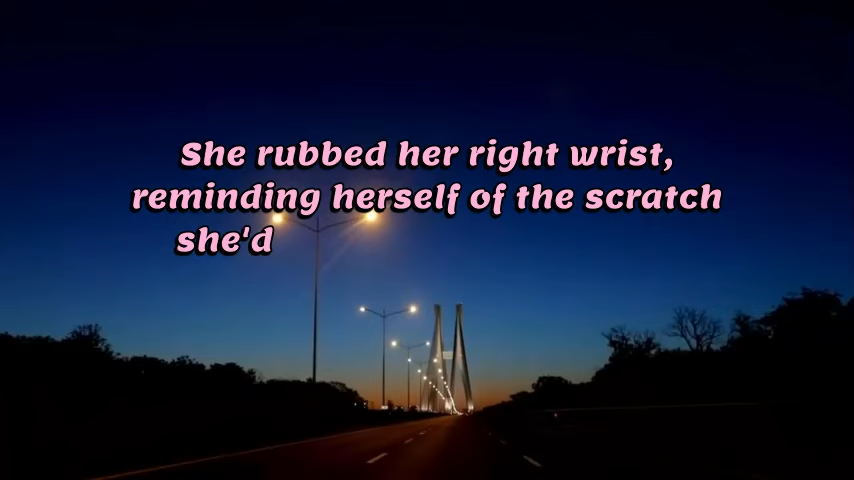 She rubbed her right wrist,
reminding herself of the scratch
she'd